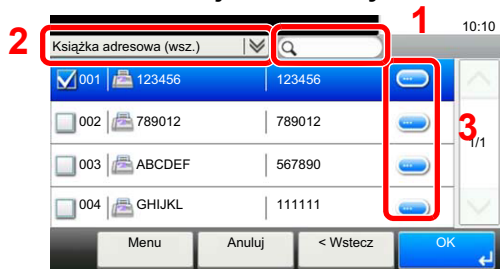 1
10:10
2
Książka adresowa (wsz.)
001 123456 123456
002 789012 789012
3
1/1
003 ABCDEF 567890
004 GHIJKL 111111
Menu Anuluj < Wstecz OK